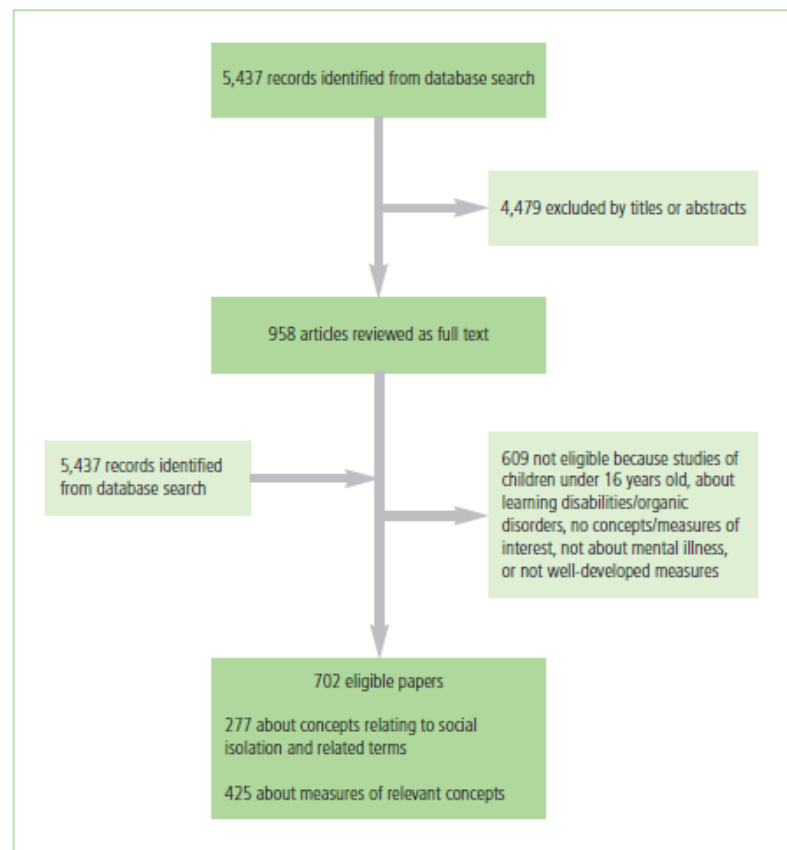 5,437 records identified from database search
4,479 excluded by titles or abstracts
958 articles reviewed as full text
5,437 records identified
from database search
609 not eligible because studies of
children under 16 years old, about
learning disabilities/organic
disorders, no concepts/measures of
interest, not about mental illness,
or not well-developed measures
702 eligible papers
277 about concepts relating to social
isolation and related terms
425 about measures of relevant concepts